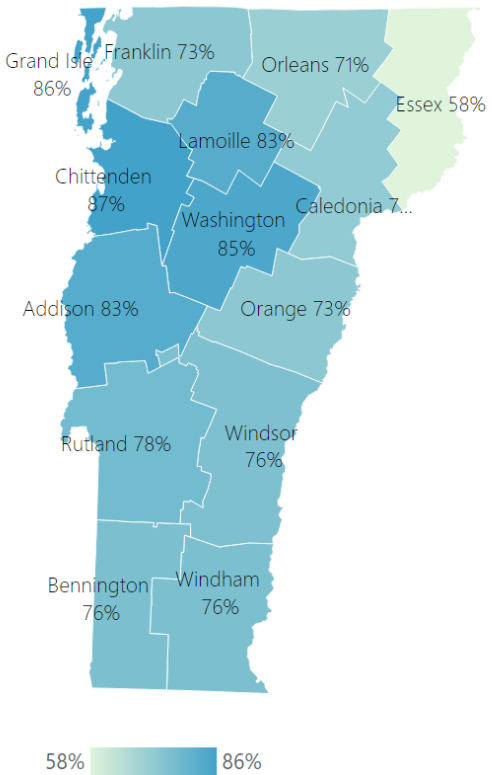 Grand Isle
86%
Franklin 73%
Orleans 71%
Essex 58%
Lamoille 83%
Chittenden
87%
Washington
85%
Caledonia 7...
Addison 83%
Orange 73%
Rutland 78%
Windsor
76%
Bennington
76%
Windham
76%
58% 86%